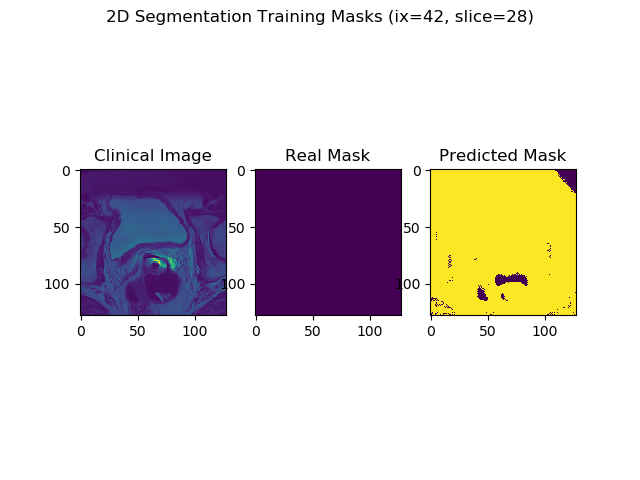 2D Segmentation Training Masks (ix=42, slice=28)
Clinical Image Real Mask Predicted Mask
0 0 0
50 50 50
100 100 100
0 50 100 0 50 100 0 50 100